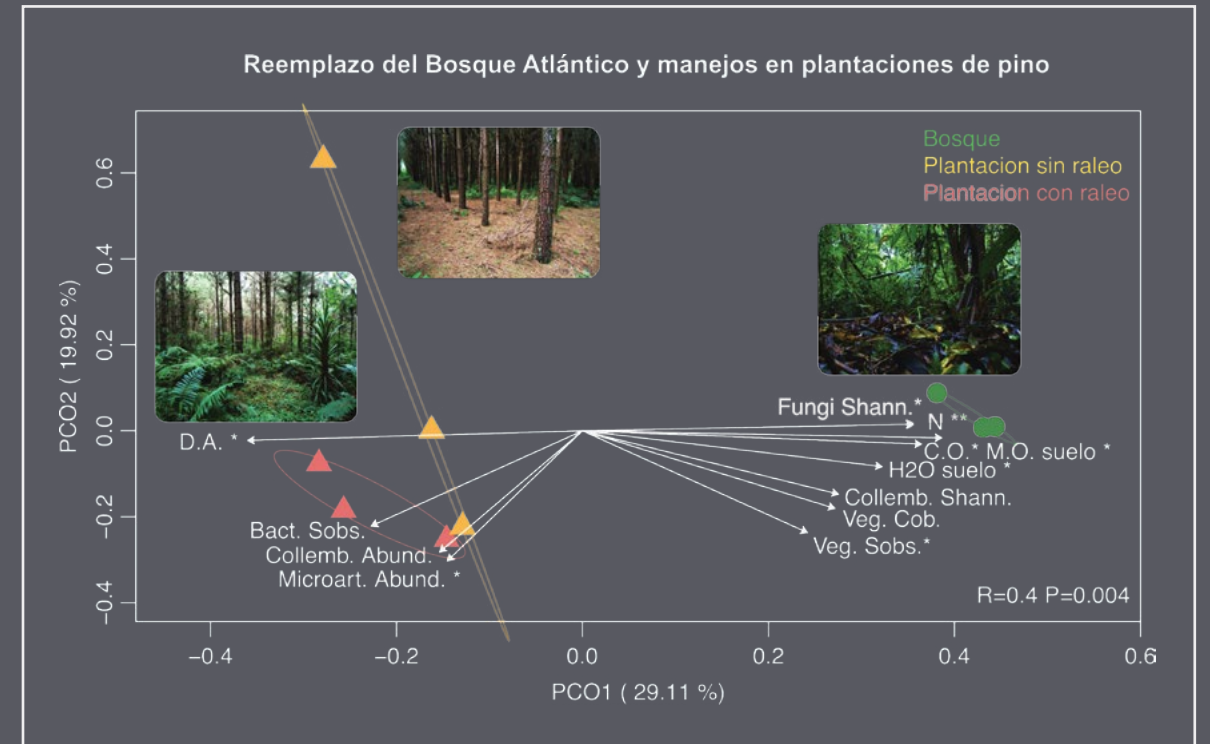 Reemplazo del Bosque Atlántico y manejos en plantaciones de pino
Bosque
Plantacion sin raleo
Plantacion con raleo
PCO2 ( 19.92 %)
0.6
0.4
0.2
0.0
−0.2
−0.4
D.A. *
Fungi Shann.*
N **
C.O.* M.O. suelo *
H2O suelo *
Collemb. Shann.
Veg. Cob.
Veg. Sobs.*
Bact. Sobs.
Collemb. Abund.
Microart. Abund. *
R=0.4 P=0.004
−0.4 −0.2 0.0 0.2 0.4 0.6
PCO1 ( 29.11 %)